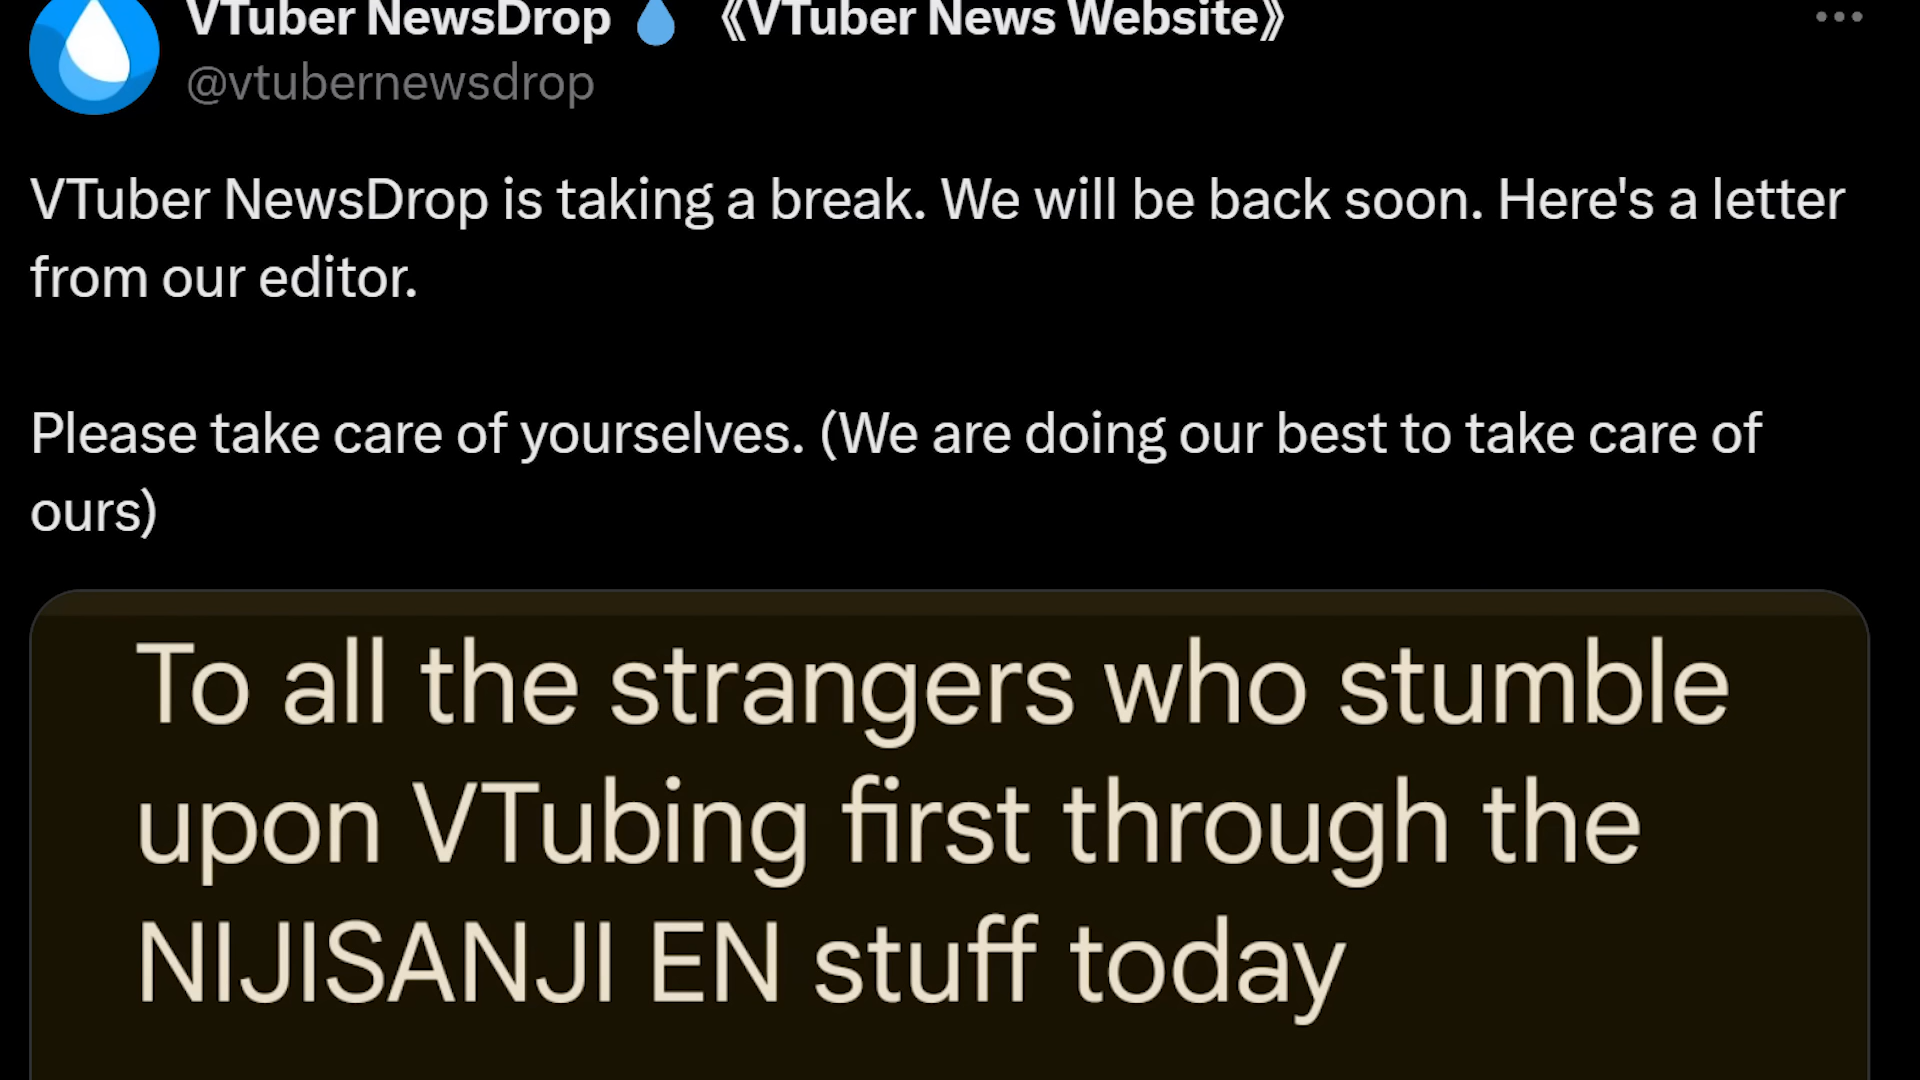 VTuber NewsDrop 💧 《VTuber News Website》
@vtubernewsdrop
VTuber NewsDrop is taking a break. We will be back soon. Here's a letter
from our editor.
Please take care of yourselves. (We are doing our best to take care of
ours)
To all the strangers who stumble
upon VTubing first through the
NIJISANJI EN stuff today